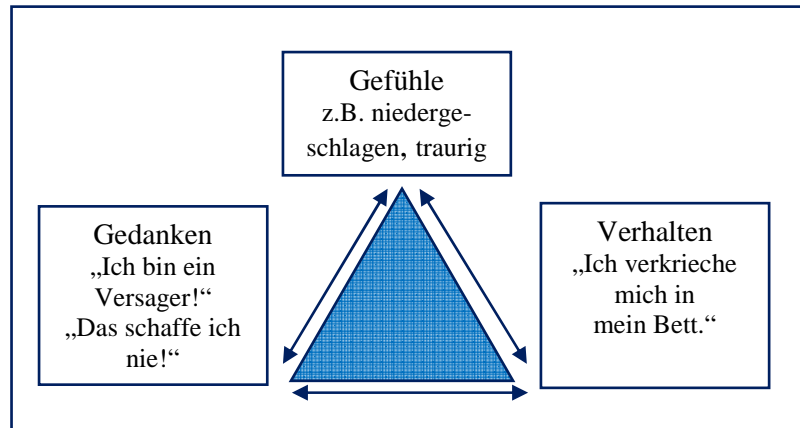 Gefühle
z.B. niederge-
schlagen, traurig
Gedanken
„Ich bin ein
Versager!“
„Das schaffe ich
nie!“
Verhalten
„Ich verkrieche
mich in
mein Bett.“